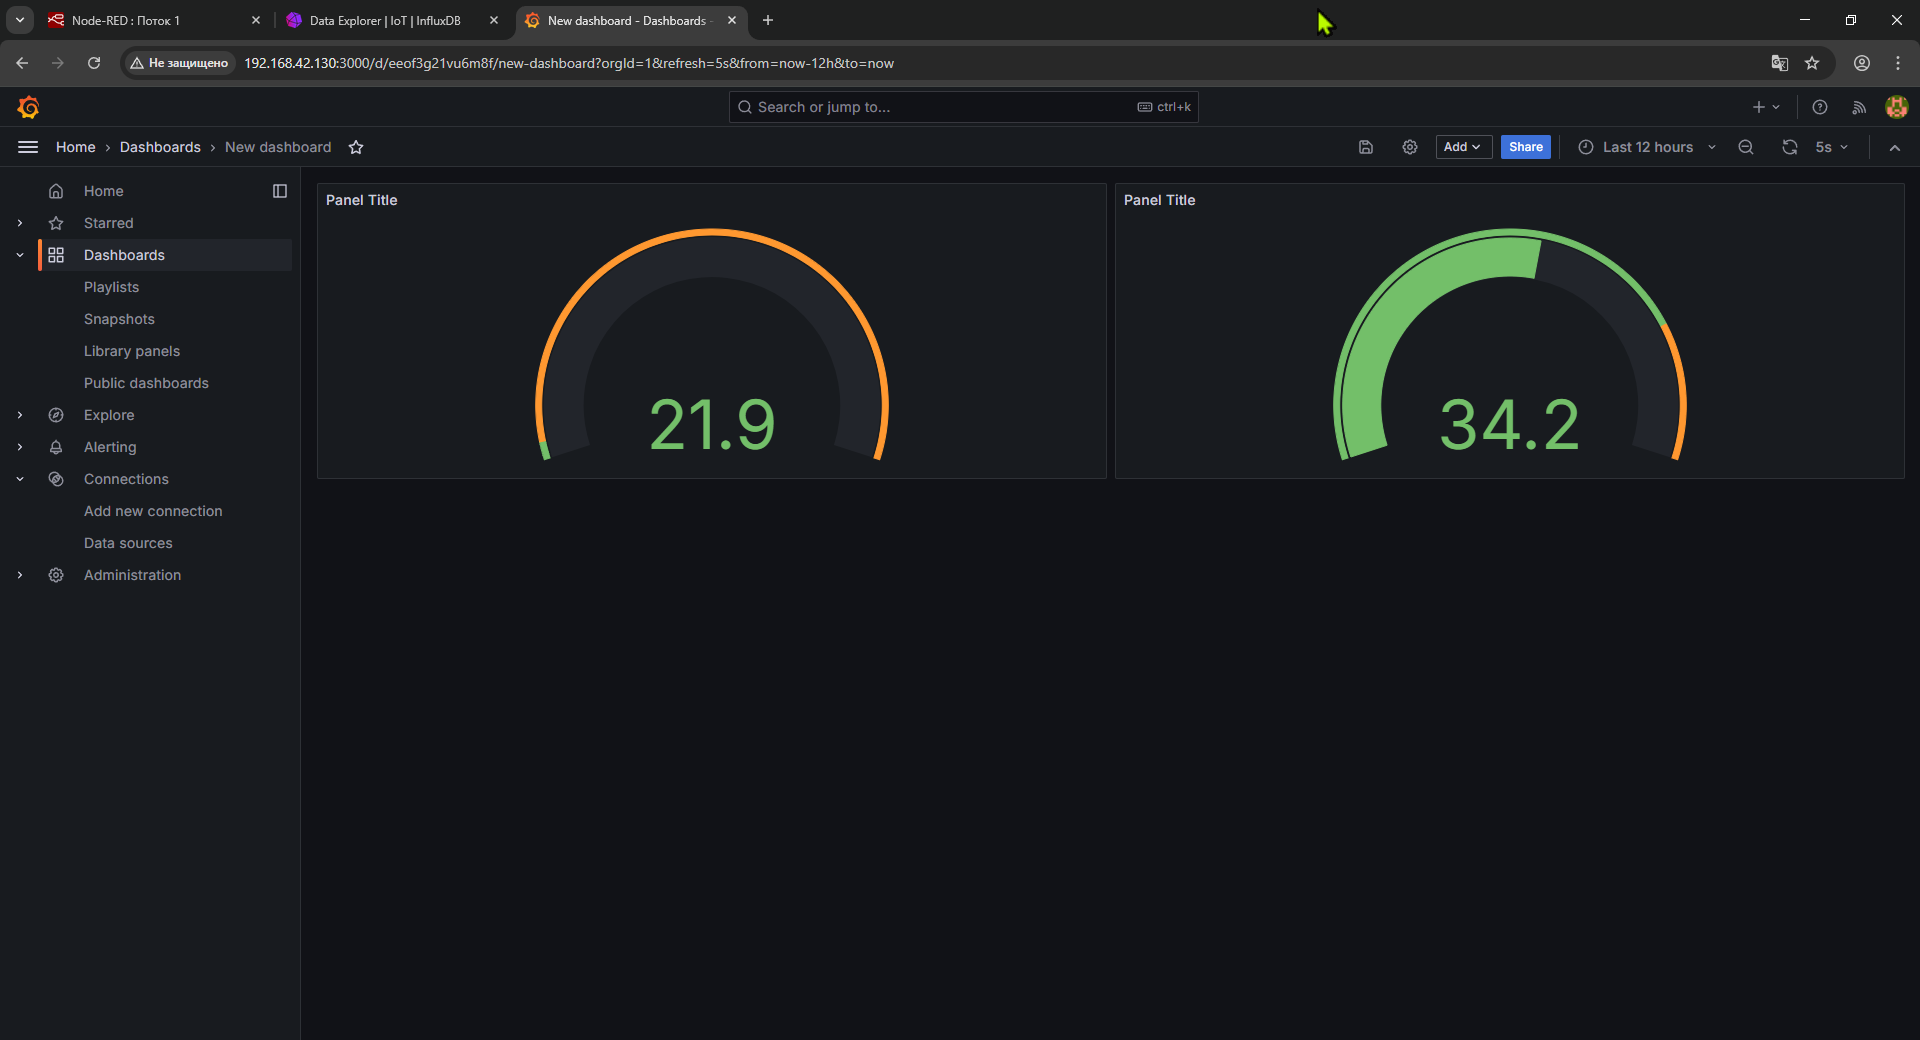 Node-RED : Поток 1
Data Explorer | IoT | InfluxDB
New dashboard - Dashboards -
Не защищено
192.168.42.130:3000/d/eeof3g21vu6m8f/new-dashboard?orgId=1&refresh=5s&from=now-12h&to=now
Search or jump to...
ctrl+k
Home > Dashboards > New dashboard
Add
Share
Last 12 hours
5s
Home
Starred
Dashboards
Playlists
Snapshots
Library panels
Public dashboards
Explore
Alerting
Connections
Add new connection
Data sources
Administration
Panel Title
21.9
Panel Title
34.2